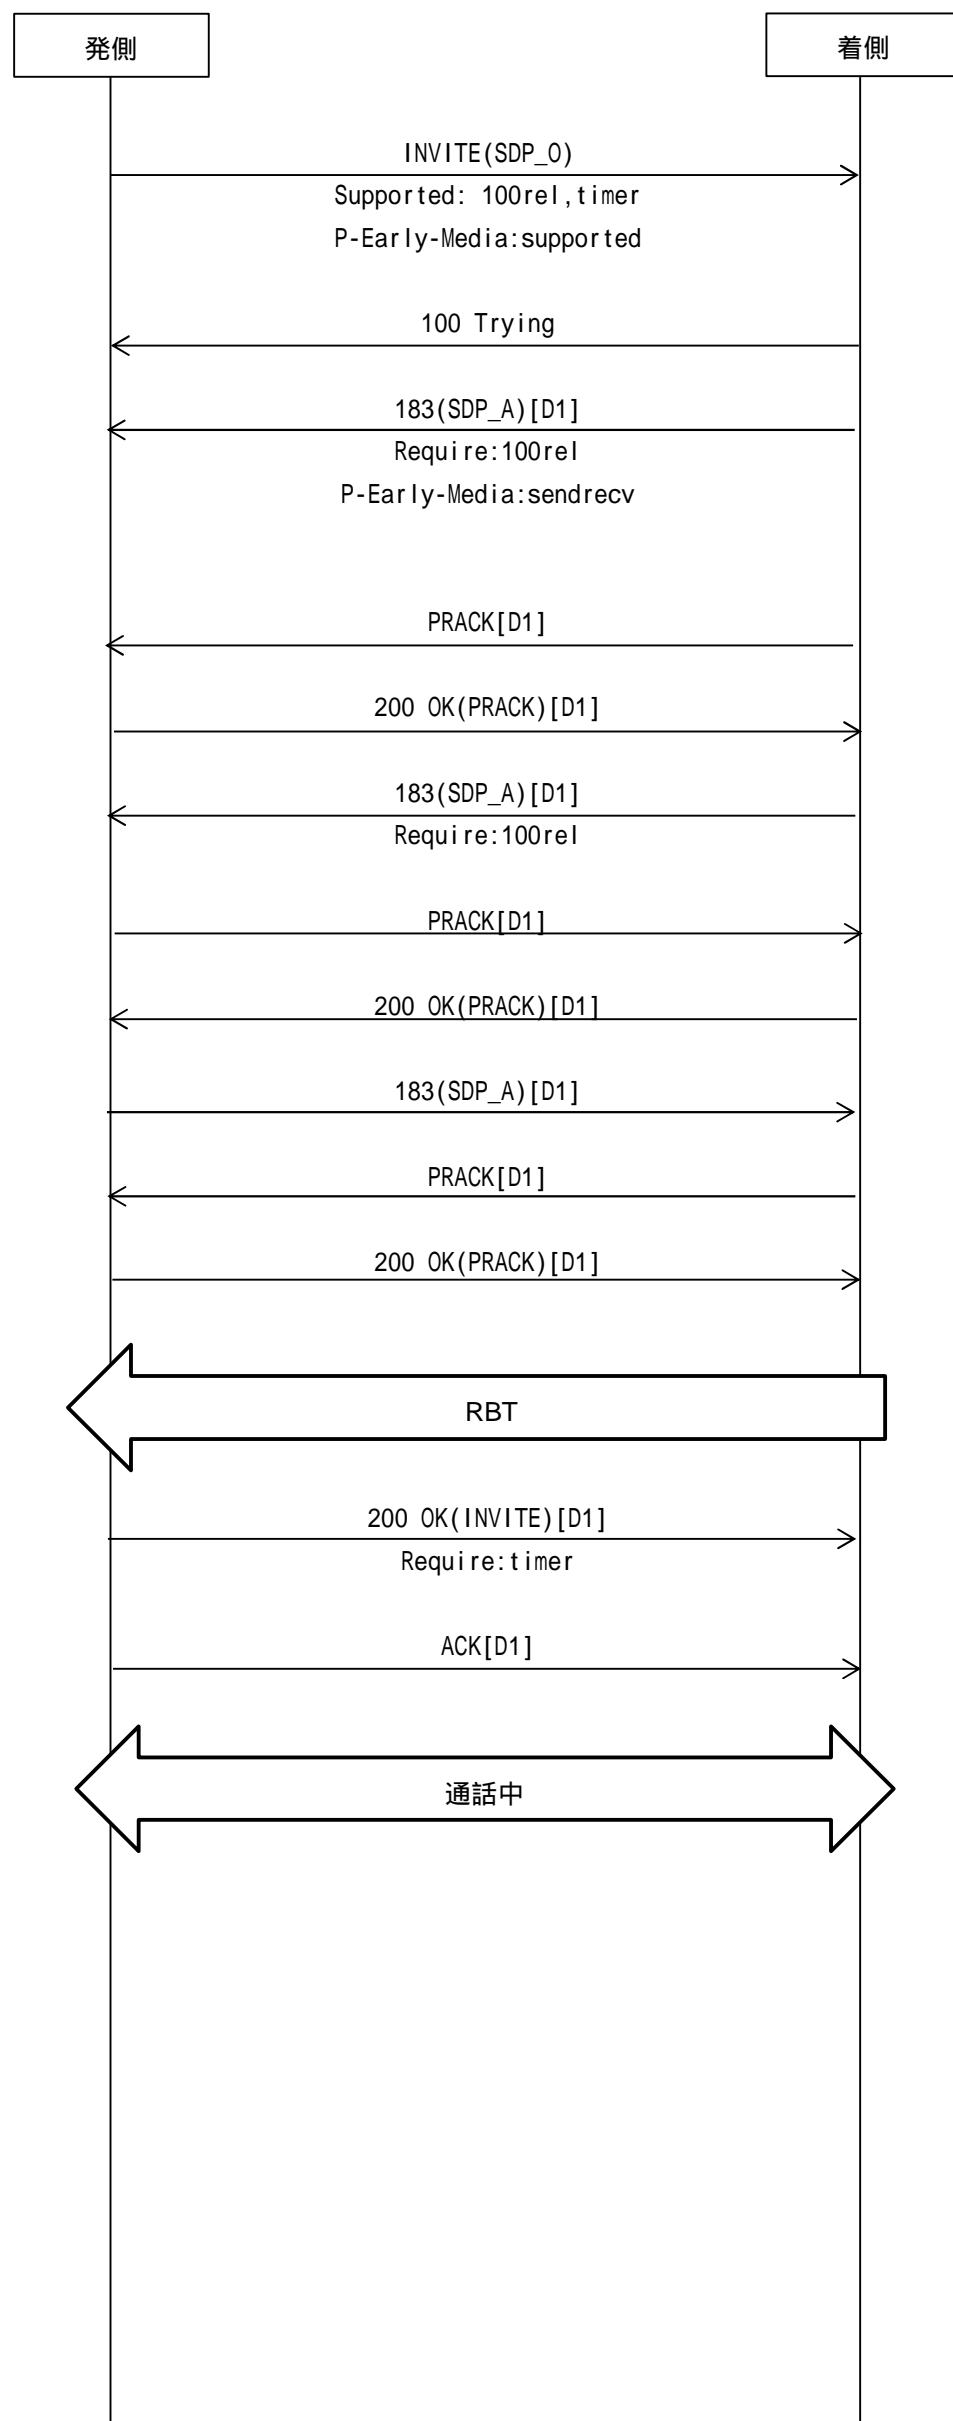 発側
着側
INVITE(SDP_O)
Supported: 100rel,timer
P-Early-Media:supported
100 Trying
183(SDP_A)[D1]
Require:100rel
P-Early-Media:sendrecv
PRACK[D1]
200 OK(PRACK)[D1]
183(SDP_A)[D1]
Require:100rel
PRACK[D1]
200 OK(PRACK)[D1]
183(SDP_A)[D1]
PRACK[D1]
200 OK(PRACK)[D1]
RBT
200 OK(INVITE)[D1]
Require:timer
ACK[D1]
通話中